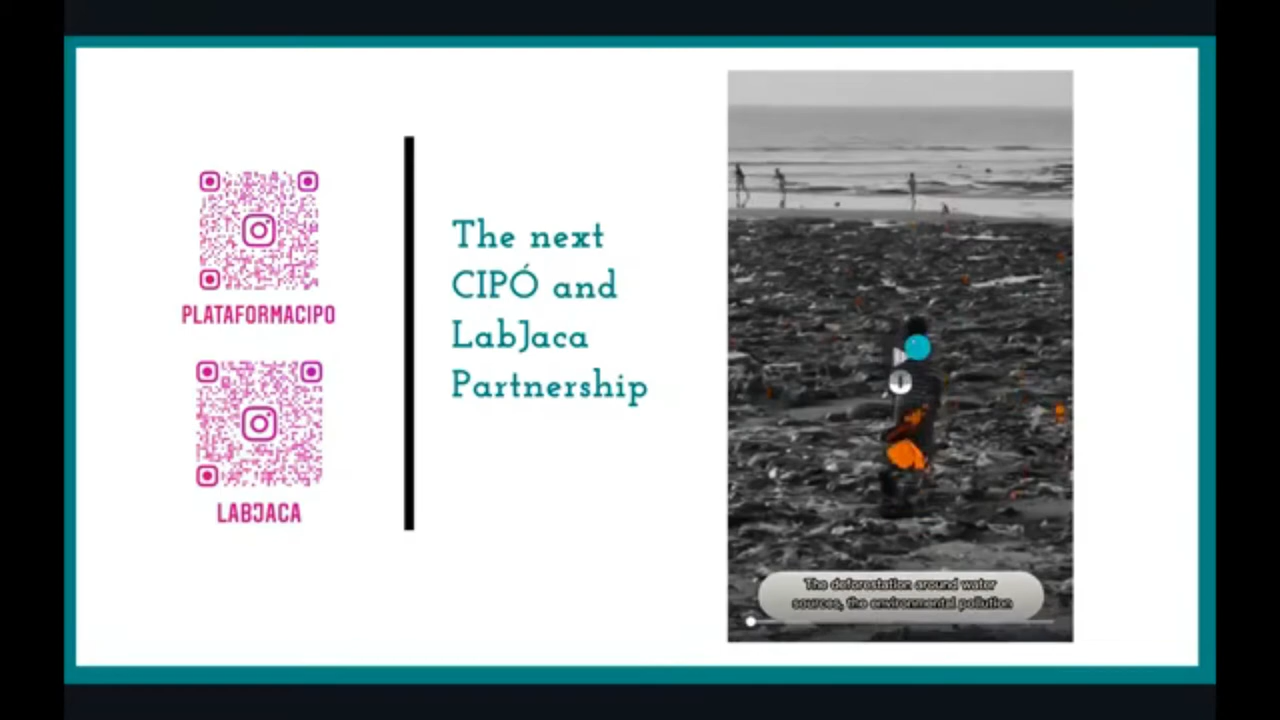 PLATAFORMACIPO
LABJACA
The next
CIPÓ and
LabJaca
Partnership
The deforestation around water
sources, the environmental pollution